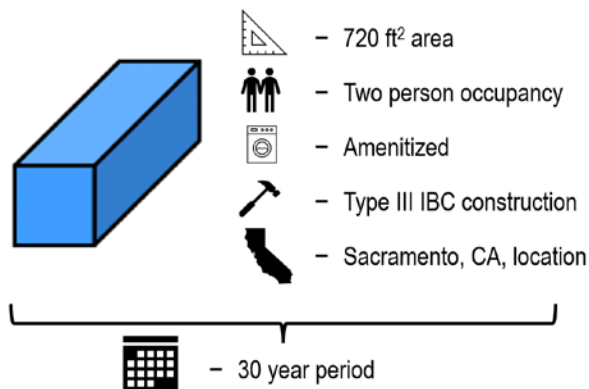 – 720 ft² area
– Two person occupancy
– Amenitized
– Type III IBC construction
– Sacramento, CA, location
– 30 year period